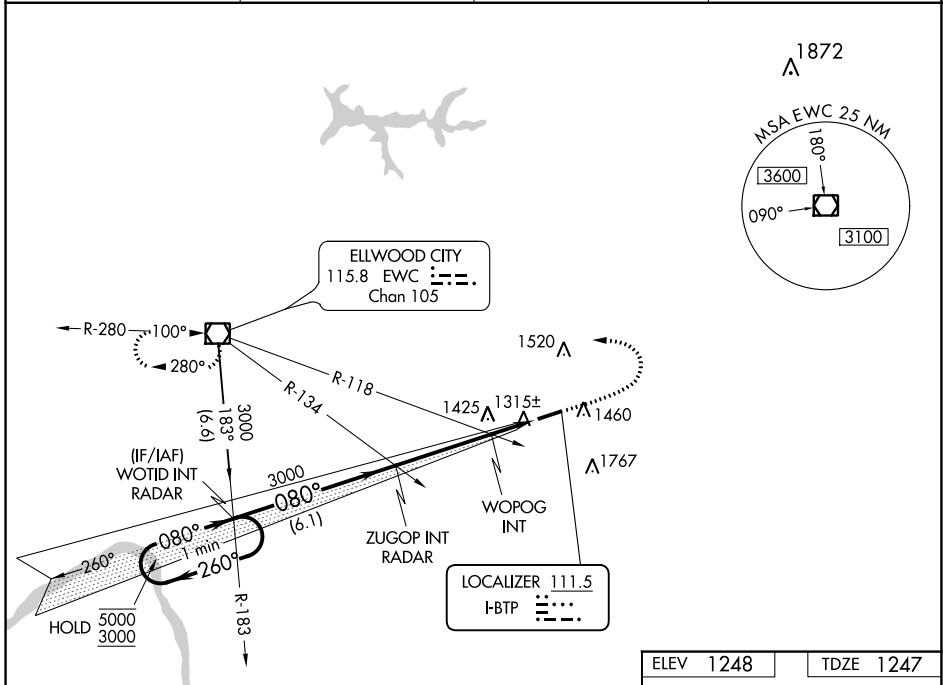 1872
MSA EWC 25 NM
180°
3600
090°
3100
ELLWOOD CITY
115.8 EWC
Chan 105
R-280
100°
280°
R-118
R-134
1520
1425
1315±
1460
1767
3000
183°
(6.6)
(IF/IAF)
WOTID INT
RADAR
3000
080°
(6.1)
080°
1 min
260°
260°
ZUGOP INT
RADAR
WOPOG
INT
HOLD 5000
3000
R-183
LOCALIZER 111.5
I-BTP
ELEV 1248
TDZE 1247